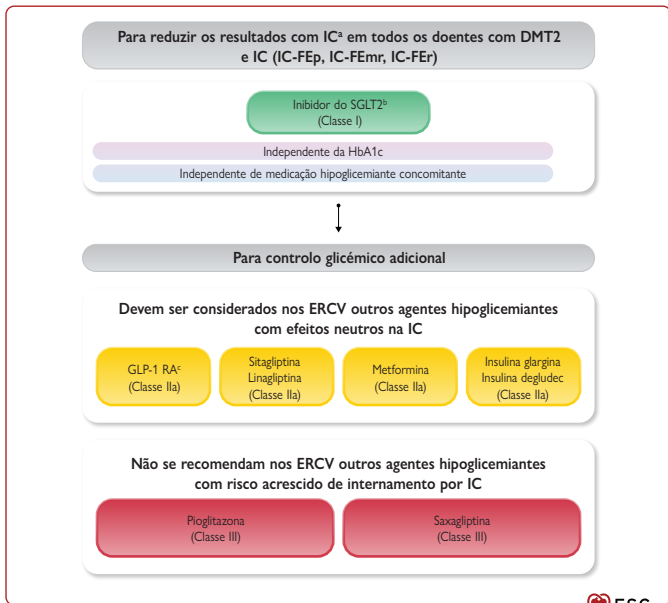 Para reduzir os resultados com ICᵃ em todos os doentes com DMT2
e IC (IC-FEp, IC-FEmr, IC-FEr)
Inibidor do SGLT2ᵇ
(Classe I)
Independente da HbA1c
Independente de medicação hipoglicemiante concomitante
Para controlo glicémico adicional
Devem ser considerados nos ERCV outros agentes hipoglicemiantes
com efeitos neutros na IC
GLP-1 RAᶜ
(Classe IIa)
Sitagliptina
Linagliptina
(Classe IIa)
Metformina
(Classe IIa)
Insulina glargina
Insulina degludec
(Classe IIa)
Não se recomendam nos ERCV outros agentes hipoglicemiantes
com risco acrescido de internamento por IC
Pioglitazona
(Classe III)
Saxagliptina
(Classe III)
ESC